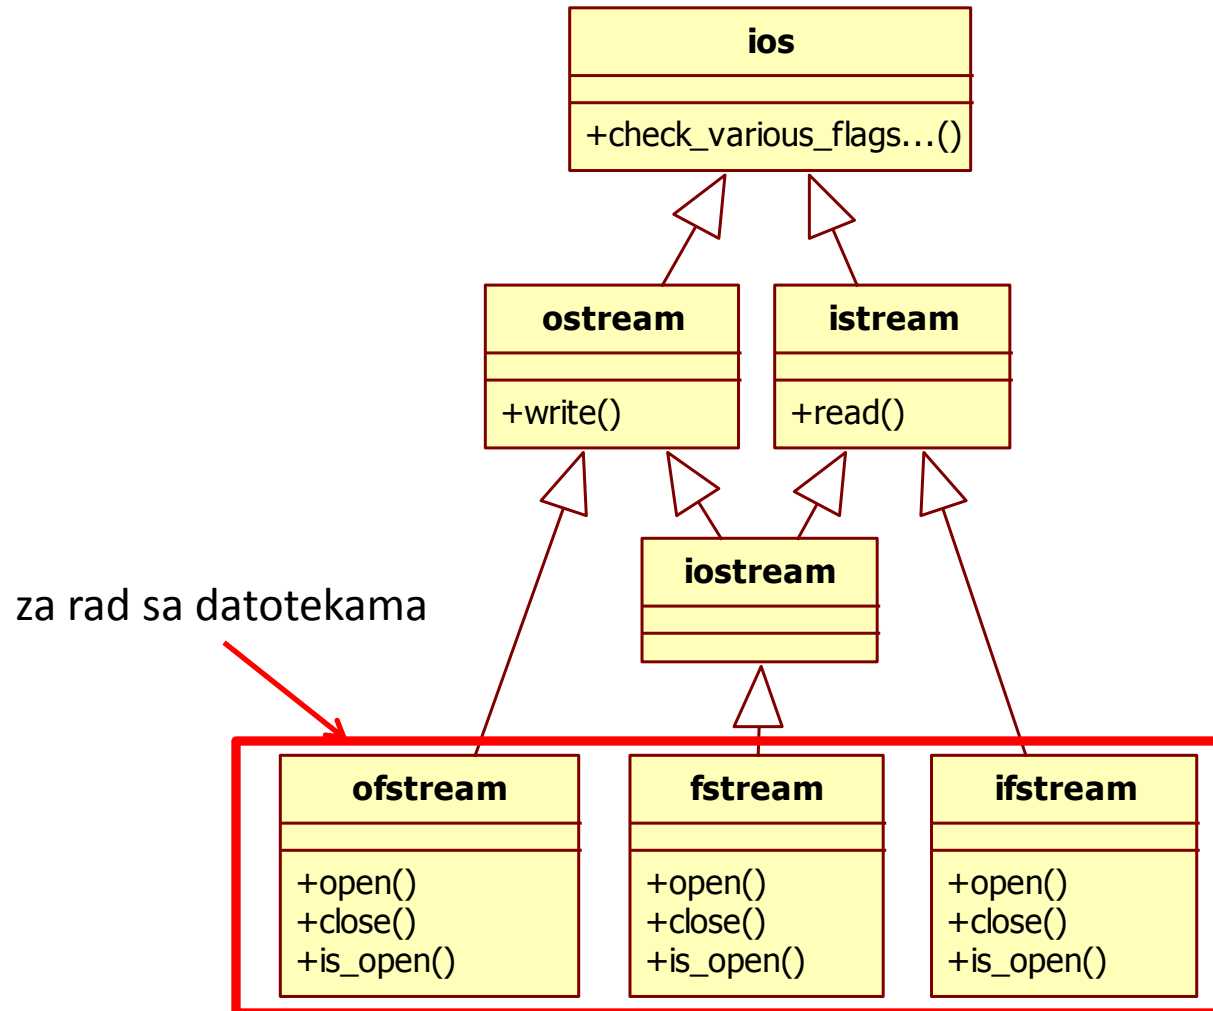 ios
+check_various_flags...()
ostream
+write()
istream
+read()
iostream
za rad sa datotekama
ofstream
+open()
+close()
+is_open()
fstream
+open()
+close()
+is_open()
ifstream
+open()
+close()
+is_open()